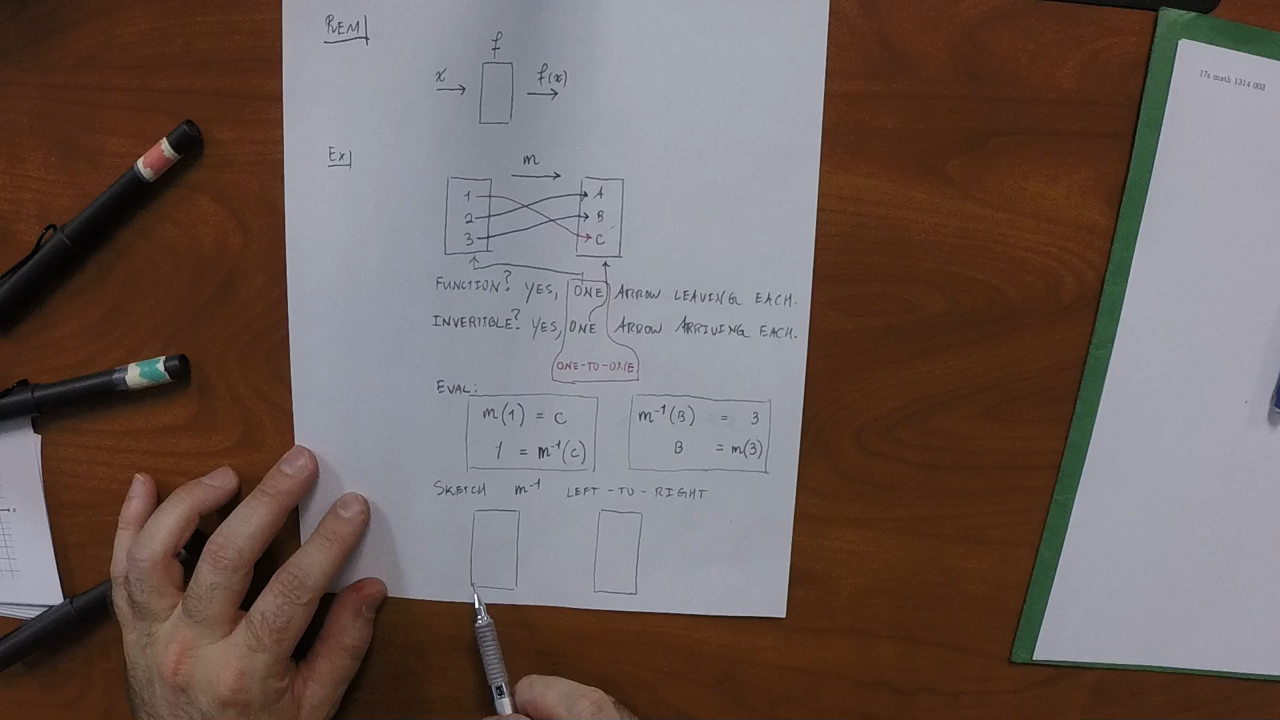 REM
f
x
f(x)
Ex
m
1 A
2 B
3 C
FUNCTION? YES, ONE ARROW LEAVING EACH.
INVERTIBLE? YES, ONE ARROW ARRIVING EACH.
ONE-TO-ONE
EVAL:
m(1) = C
1 = m⁻¹(C)
m⁻¹(B) = 3
B = m(3)
SKETCH m⁻¹ LEFT-TO-RIGHT
17s math 1314 003